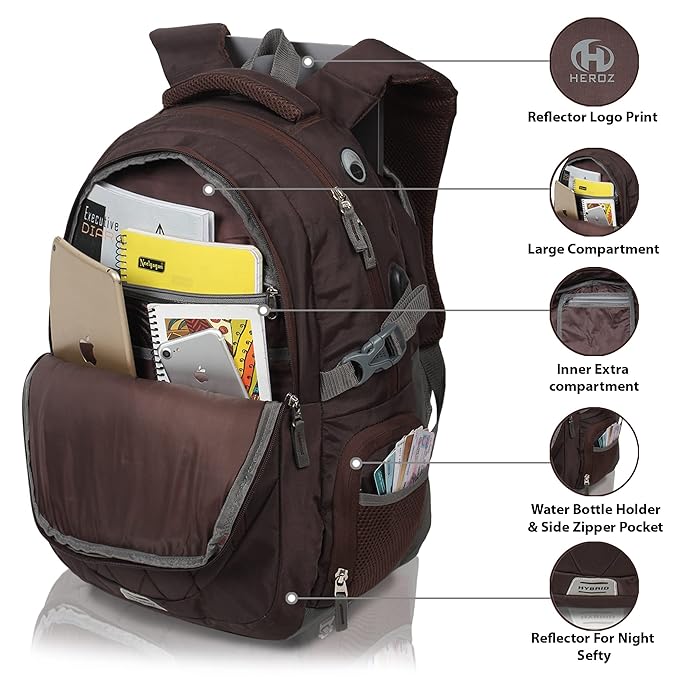 HEROZ
Reflector Logo Print
Executive
DIA
Neelgagan
Large Compartment
Inner Extra
compartment
Water Bottle Holder
& Side Zipper Pocket
HYBRID
Reflector For Night
Sefty